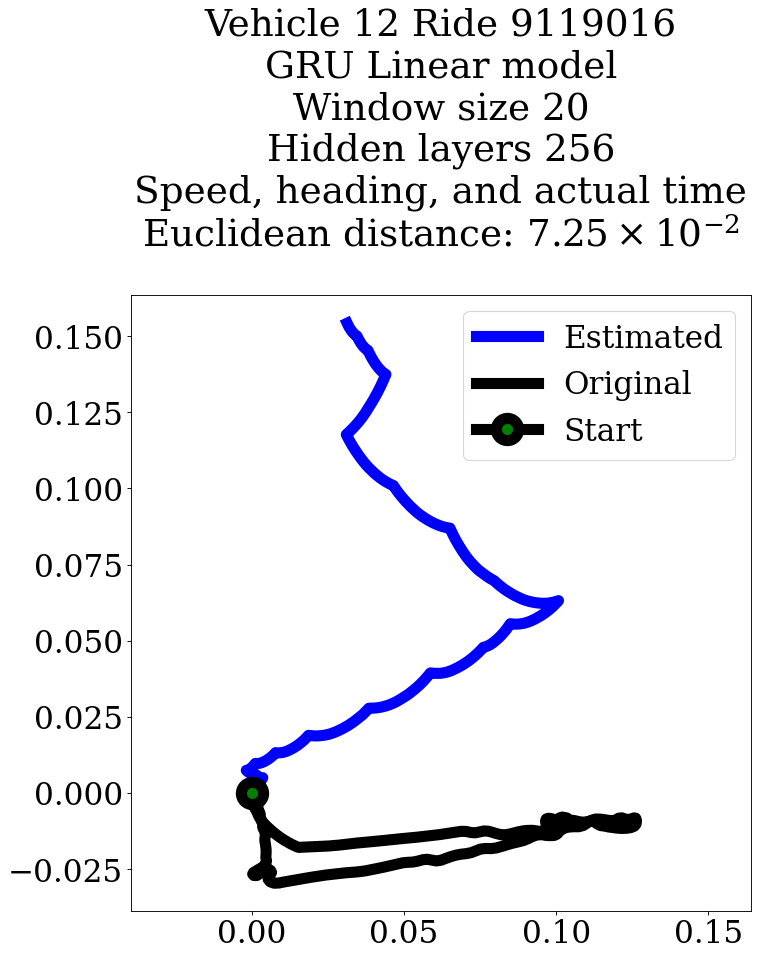 Vehicle 12 Ride 9119016
GRU Linear model
Window size 20
Hidden layers 256
Speed, heading, and actual time
Euclidean distance: 7.25 × 10⁻²
Estimated
Original
Start
0.150
0.125
0.100
0.075
0.050
0.025
0.000
−0.025
0.00 0.05 0.10 0.15